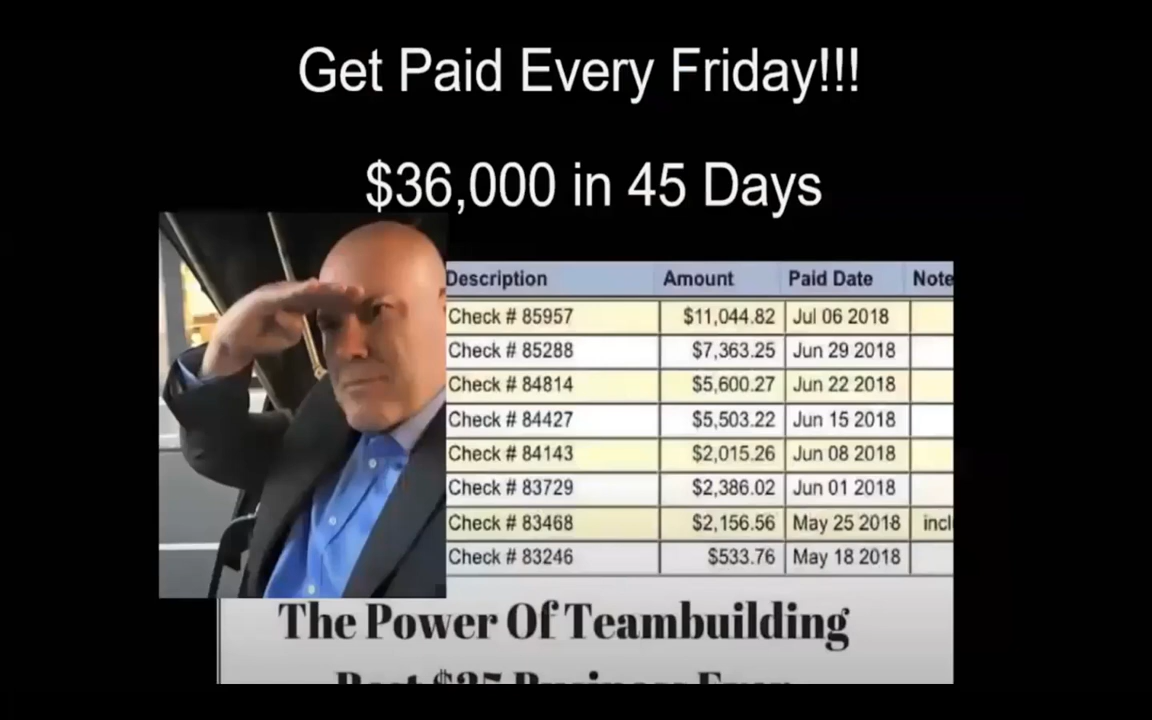 Get Paid Every Friday!!!
$36,000 in 45 Days
Description Amount Paid Date Note
Check # 85957 $11,044.82 Jul 06 2018
Check # 85288 $7,363.25 Jun 29 2018
Check # 84814 $5,600.27 Jun 22 2018
Check # 84427 $5,503.22 Jun 15 2018
Check # 84143 $2,015.26 Jun 08 2018
Check # 83729 $2,386.02 Jun 01 2018
Check # 83468 $2,156.56 May 25 2018 incl
Check # 83246 $533.76 May 18 2018
The Power Of Teambuilding
$25 Business Ever